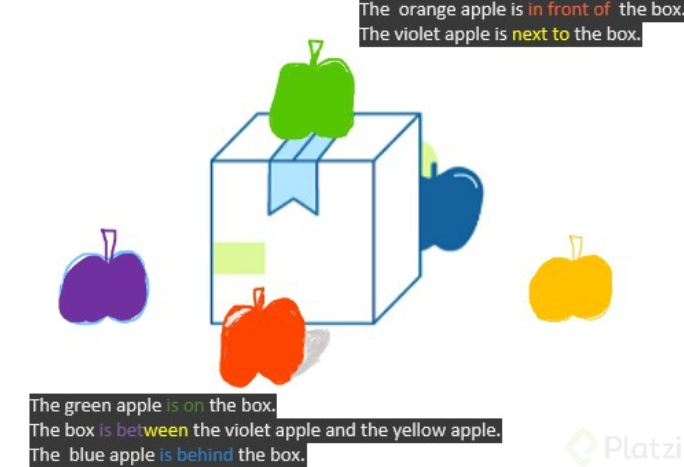 The  orange apple is in front of  the box.
The violet apple is next to the box.
The green apple is on the box.
The box is between the violet apple and the yellow apple.
The  blue apple is behind the box.
Platzi